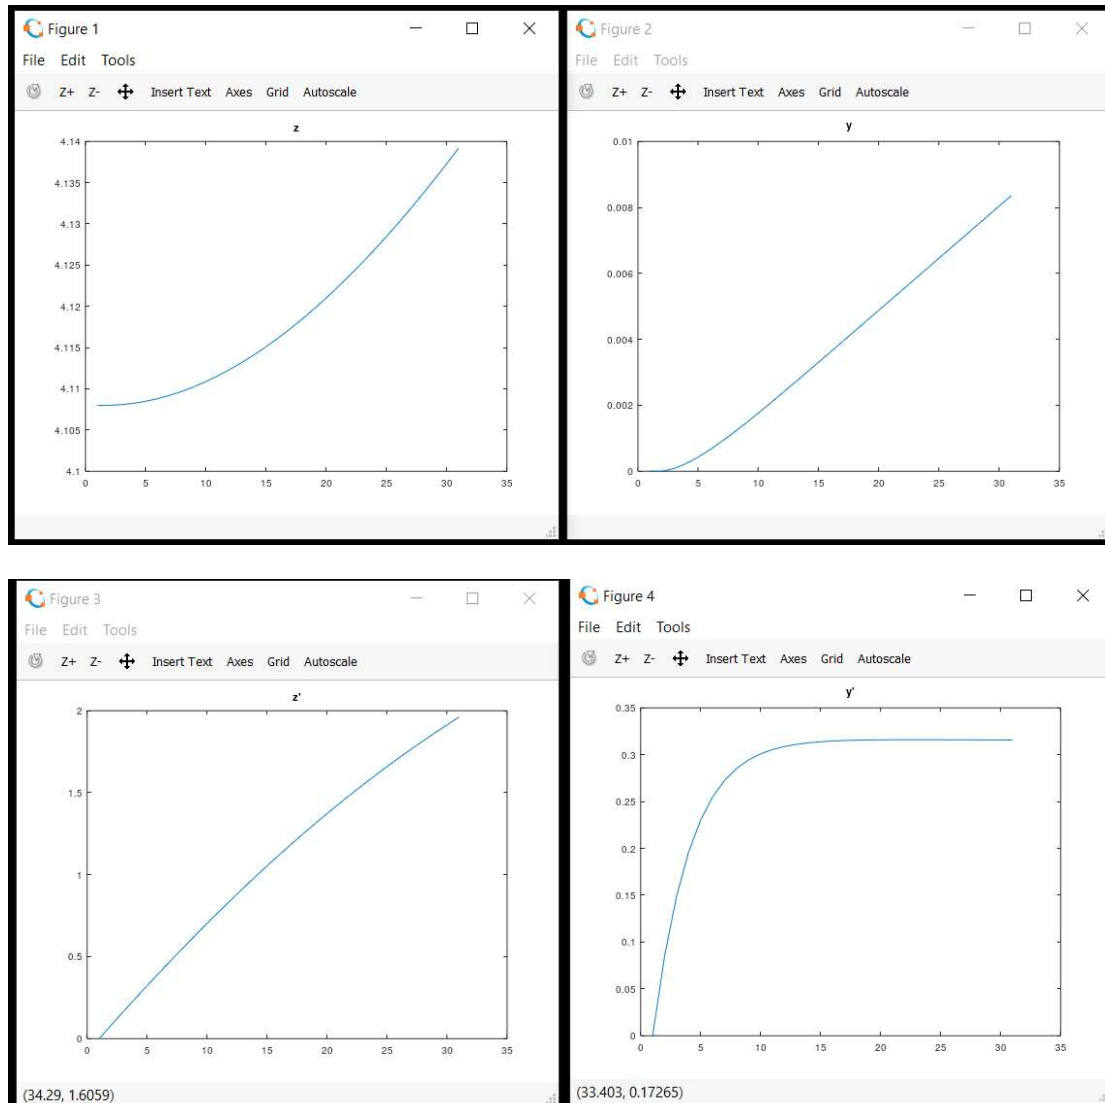 Figure 1
File Edit Tools
Z+ Z- Insert Text Axes Grid Autoscale
z
4.14
4.135
4.13
4.125
4.12
4.115
4.11
4.105
4.1
0 5 10 15 20 25 30 35
Figure 2
File Edit Tools
Z+ Z- Insert Text Axes Grid Autoscale
y
0.01
0.008
0.006
0.004
0.002
0
0 5 10 15 20 25 30 35
Figure 3
File Edit Tools
Z+ Z- Insert Text Axes Grid Autoscale
z'
2
1.5
1
0.5
0
0 5 10 15 20 25 30 35
(34.29, 1.6059)
Figure 4
File Edit Tools
Z+ Z- Insert Text Axes Grid Autoscale
y'
0.35
0.3
0.25
0.2
0.15
0.1
0.05
0
0 5 10 15 20 25 30 35
(33.403, 0.17265)